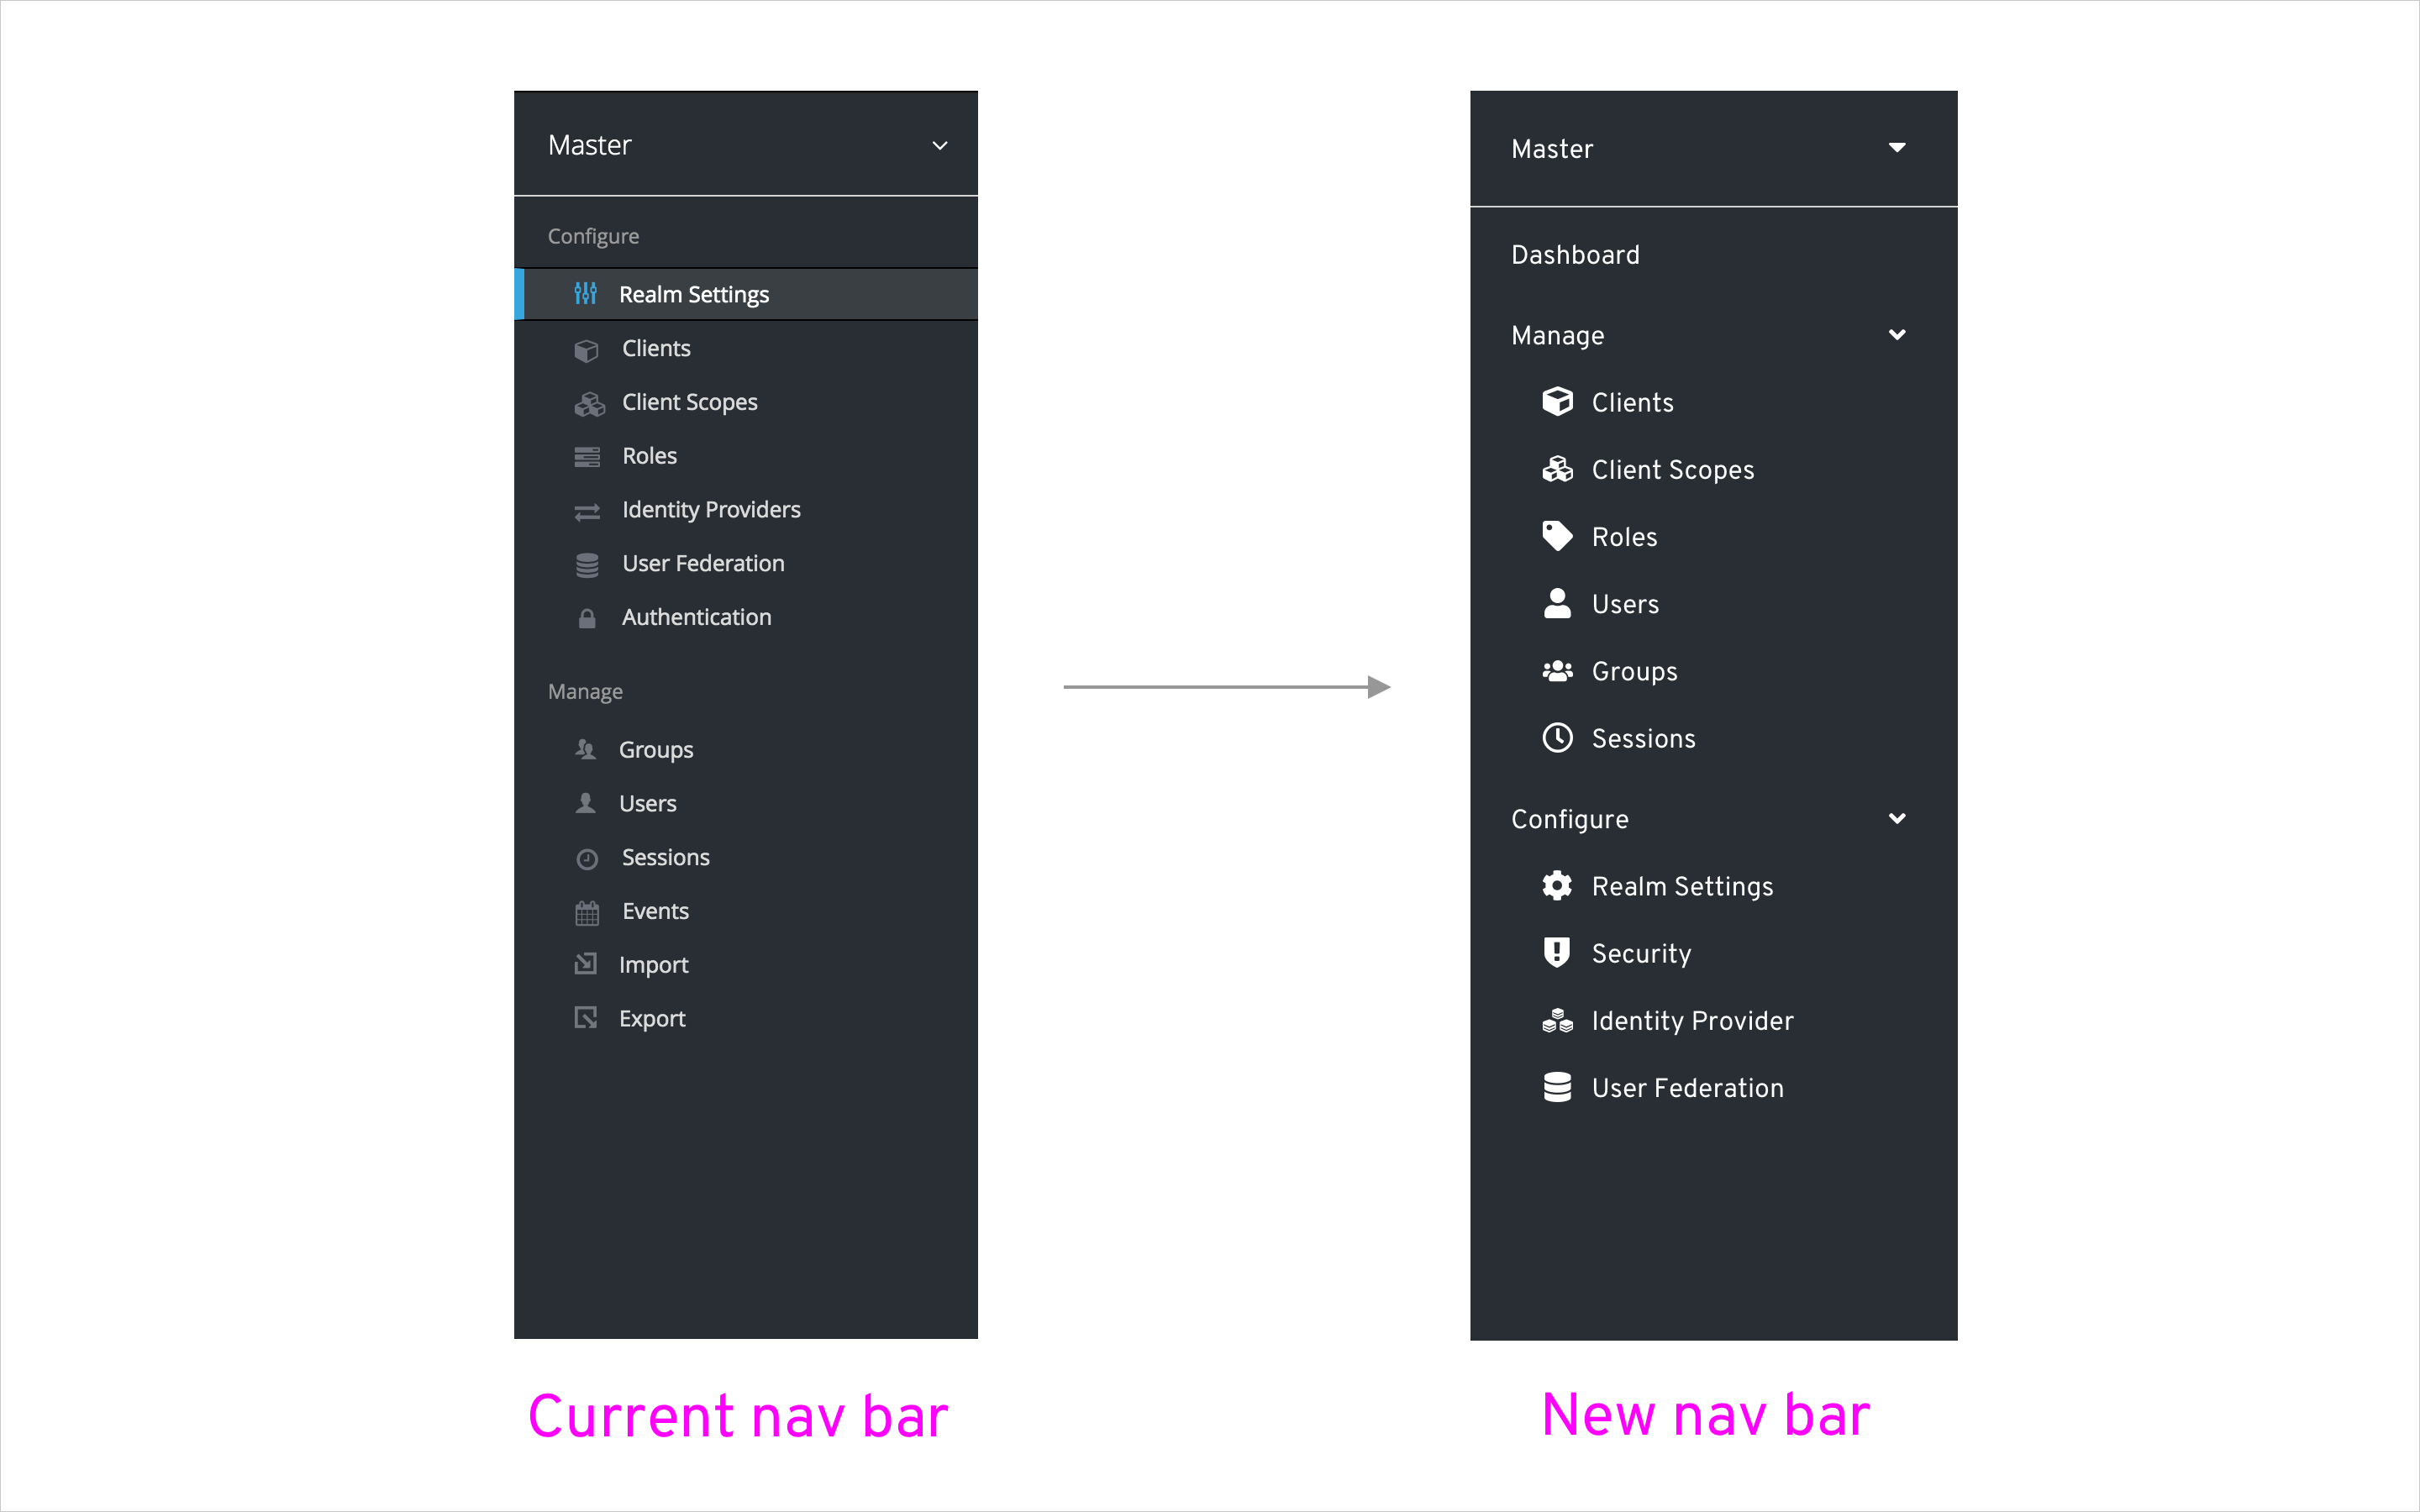 Master
Configure
Realm Settings
Clients
Client Scopes
Roles
Identity Providers
User Federation
Authentication
Manage
Groups
Users
Sessions
Events
Import
Export
Current nav bar
Master
Dashboard
Manage
Clients
Client Scopes
Roles
Users
Groups
Sessions
Configure
Realm Settings
Security
Identity Provider
User Federation
New nav bar